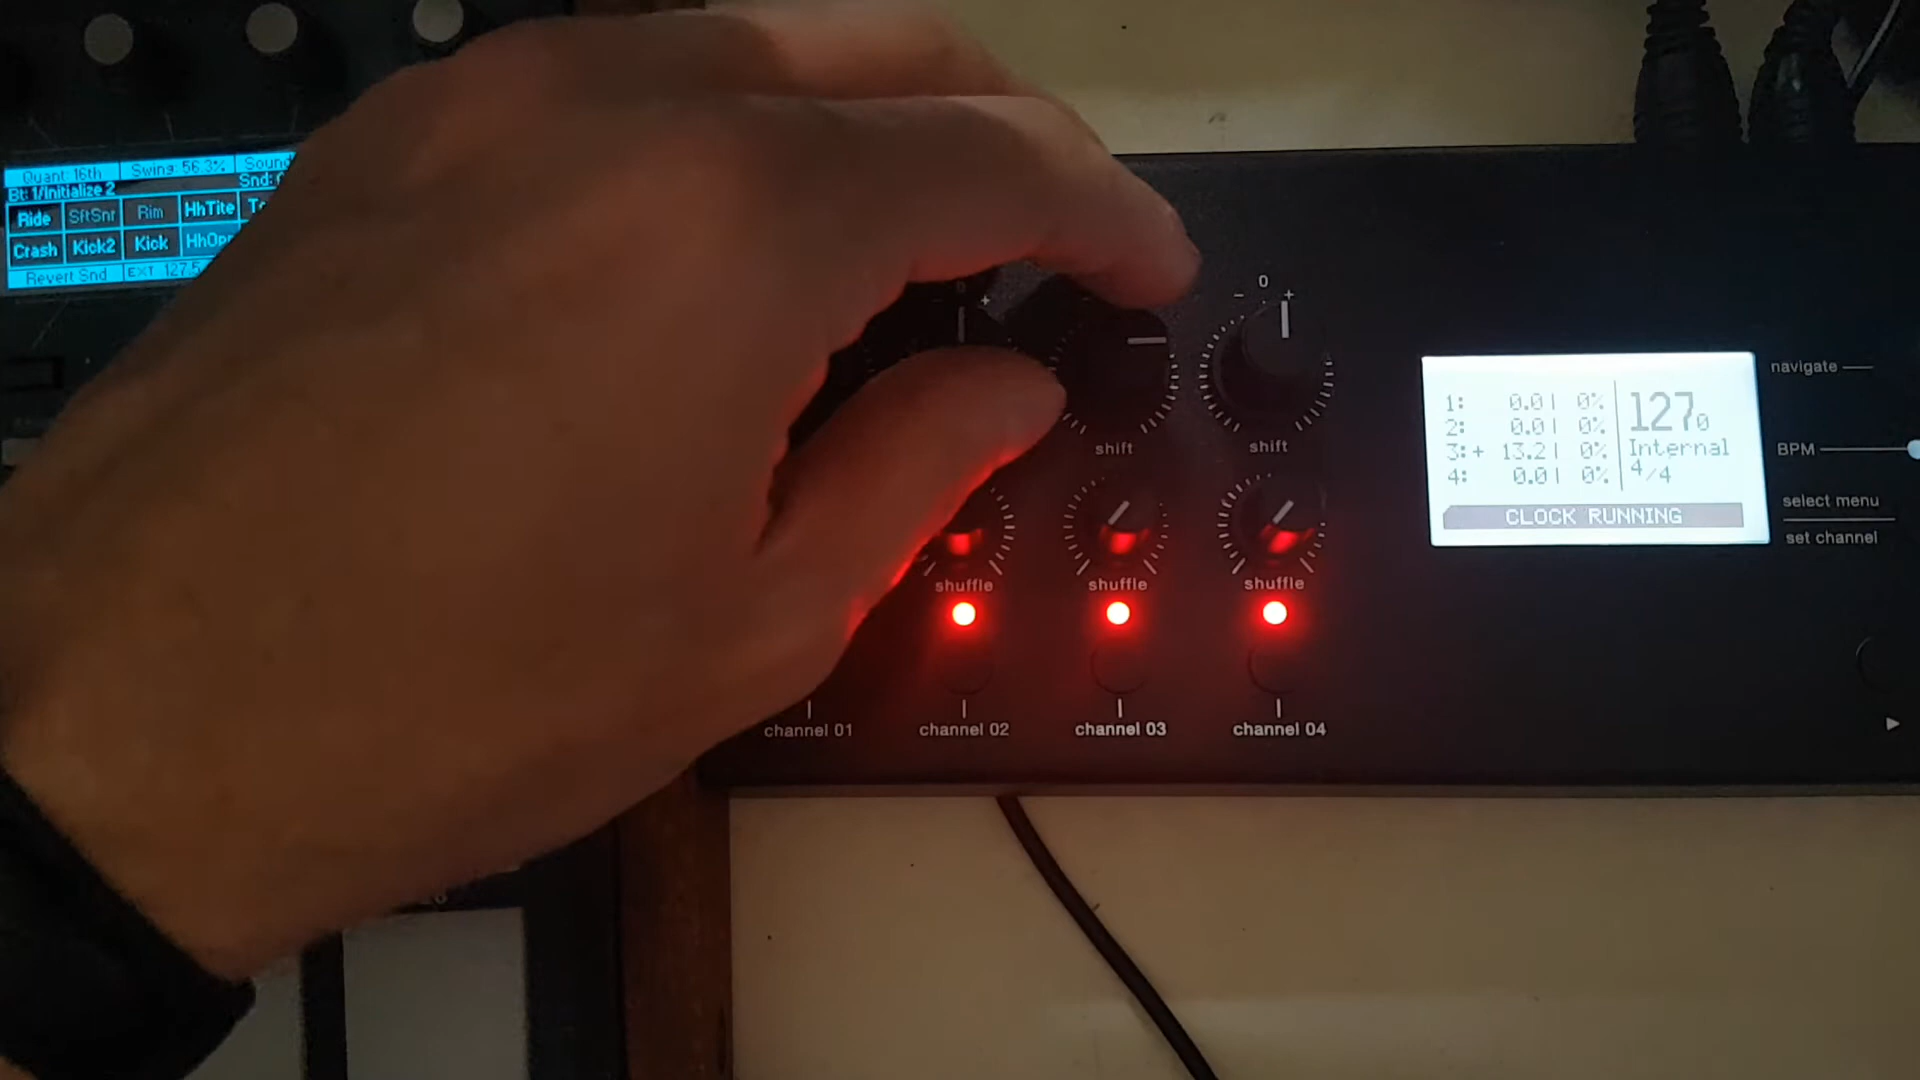 Quant: 16th Swing: 56.3% Sound
Bt: 1/Initialize 2 Snd:
Ride SftSnr Rim HhTite
Crash Kick2 Kick
Revert Snd EXT 127.5
0
- 0 +
+
-
shift shift
shuffle shuffle shuffle
channel 01 channel 02 channel 03 channel 04
1: 0.0| 0%
2: 0.0| 0%
3:+ 13.2| 0%
4: 0.0| 0%
1270
Internal
4/4
CLOCK RUNNING
navigate
BPM
select menu
set channel